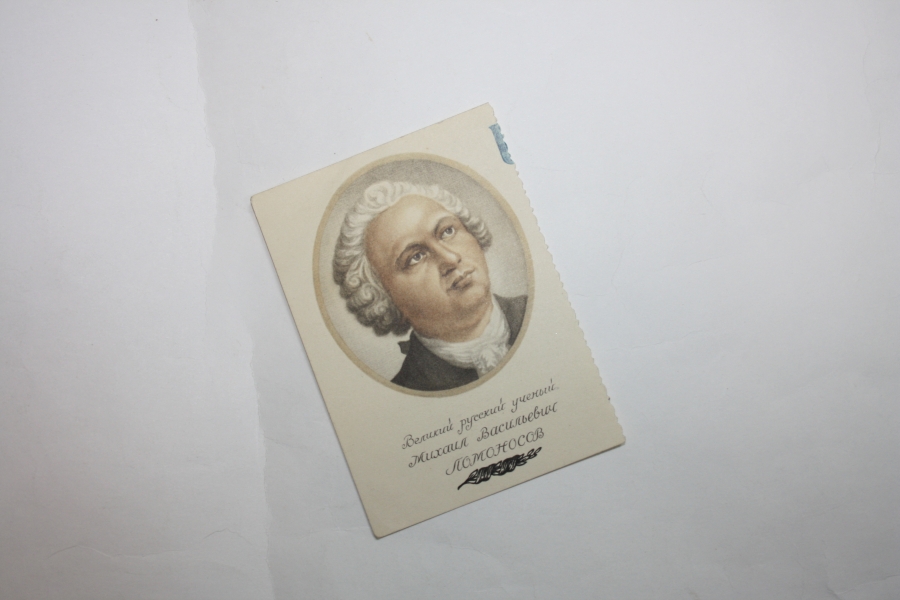 Великий русский ученый
Михаил Васильевич
ЛОМОНОСОВ